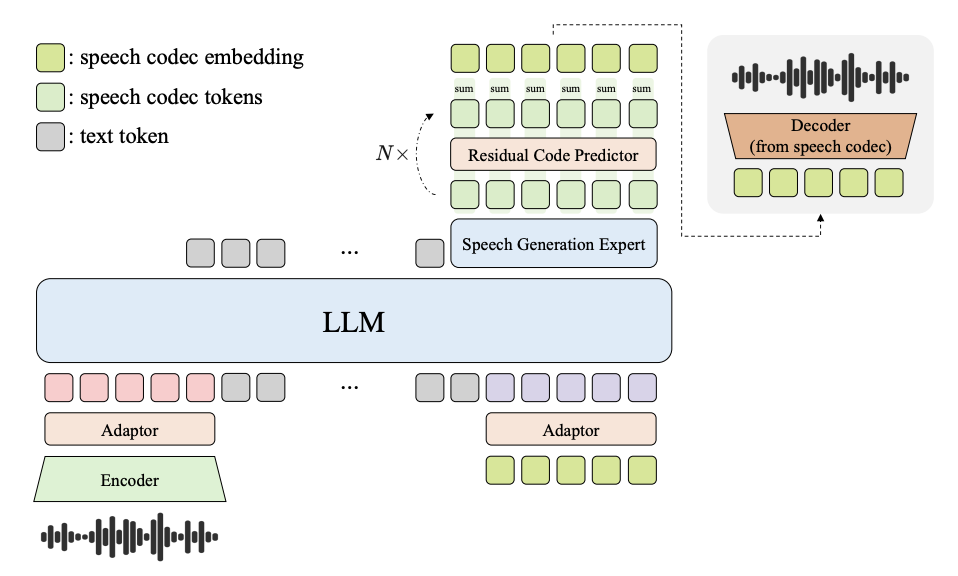 : speech codec embedding
: speech codec tokens
: text token
sum sum sum sum sum sum
N×
Residual Code Predictor
Decoder
(from speech codec)
Speech Generation Expert
...
LLM
...
Adaptor
Adaptor
Encoder